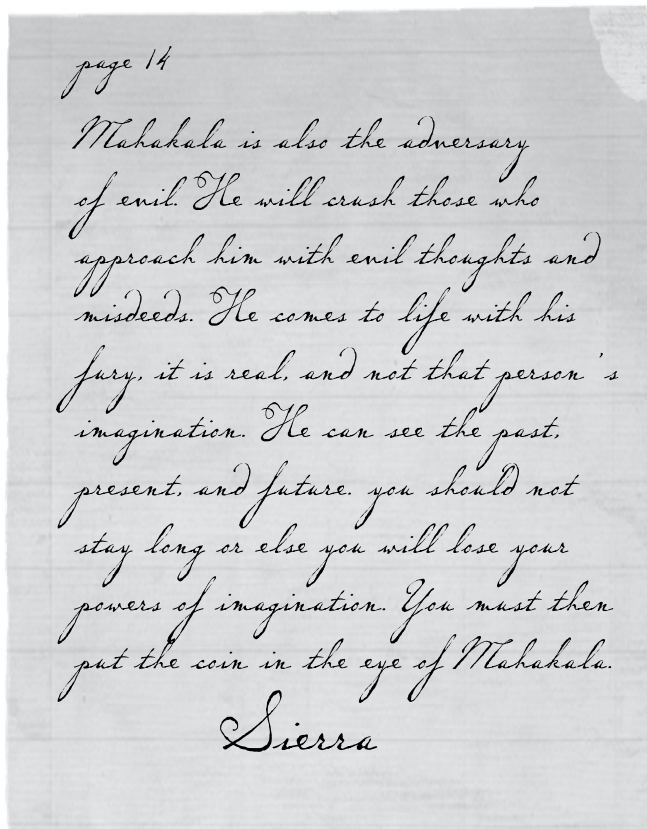 page 14
Mahakala is also the adversary
of evil. He will crush those who
approach him with evil thoughts and
misdeeds. He comes to life with his
fury, it is real, and not that person's
imagination. He can see the past,
present, and future. you should not
stay long or else you will lose your
powers of imagination. You must then
put the coin in the eye of Mahakala.
Sierra